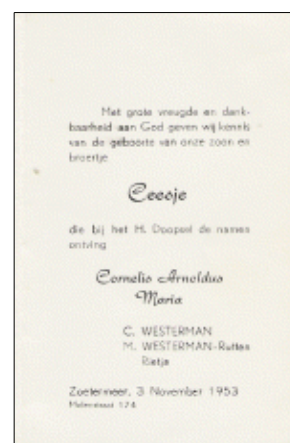 Met grote vreugde en dank-
baarheid aan God geven wij kennis
van de geboorte van onze zoon en
broertje
Ceesje
die bij het H. Doopsel de namen
ontving
Cornelis Arnoldus
Maria
C. WESTERMAN
M. WESTERMAN-Rutten
Rietje
Zoetermeer, 3 November 1953
174